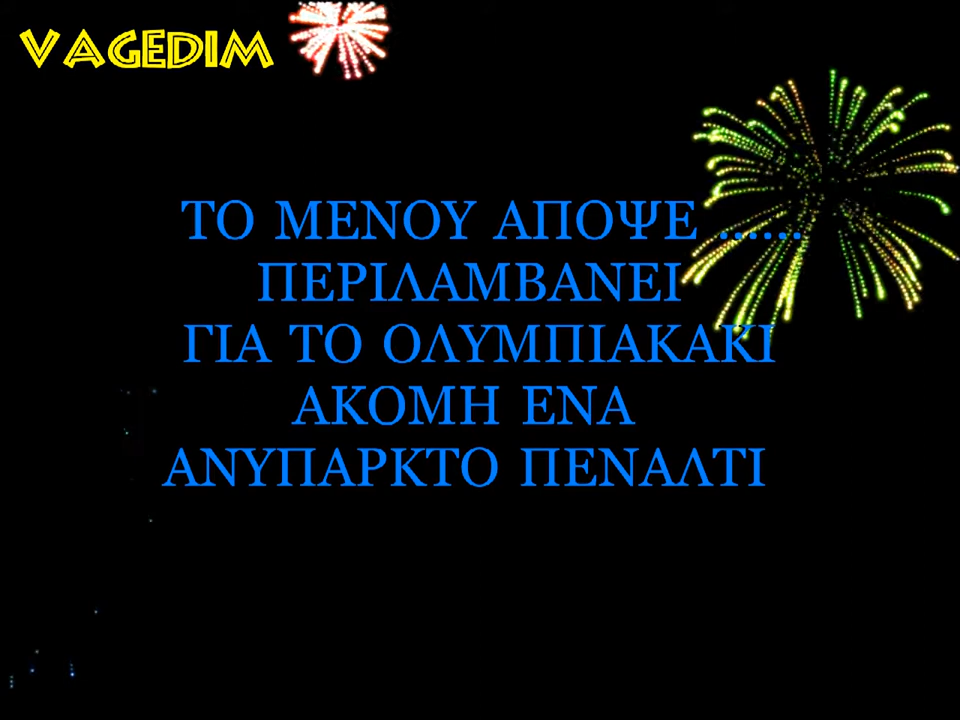 VAGEDIM
ΤΟ ΜΕΝΟΥ ΑΠΟΨΕ ......
ΠΕΡΙΛΑΜΒΑΝΕΙ
ΓΙΑ ΤΟ ΟΛΥΜΠΙΑΚΑΚΙ
ΑΚΟΜΗ ΕΝΑ
ΑΝΥΠΑΡΚΤΟ ΠΕΝΑΛΤΙ